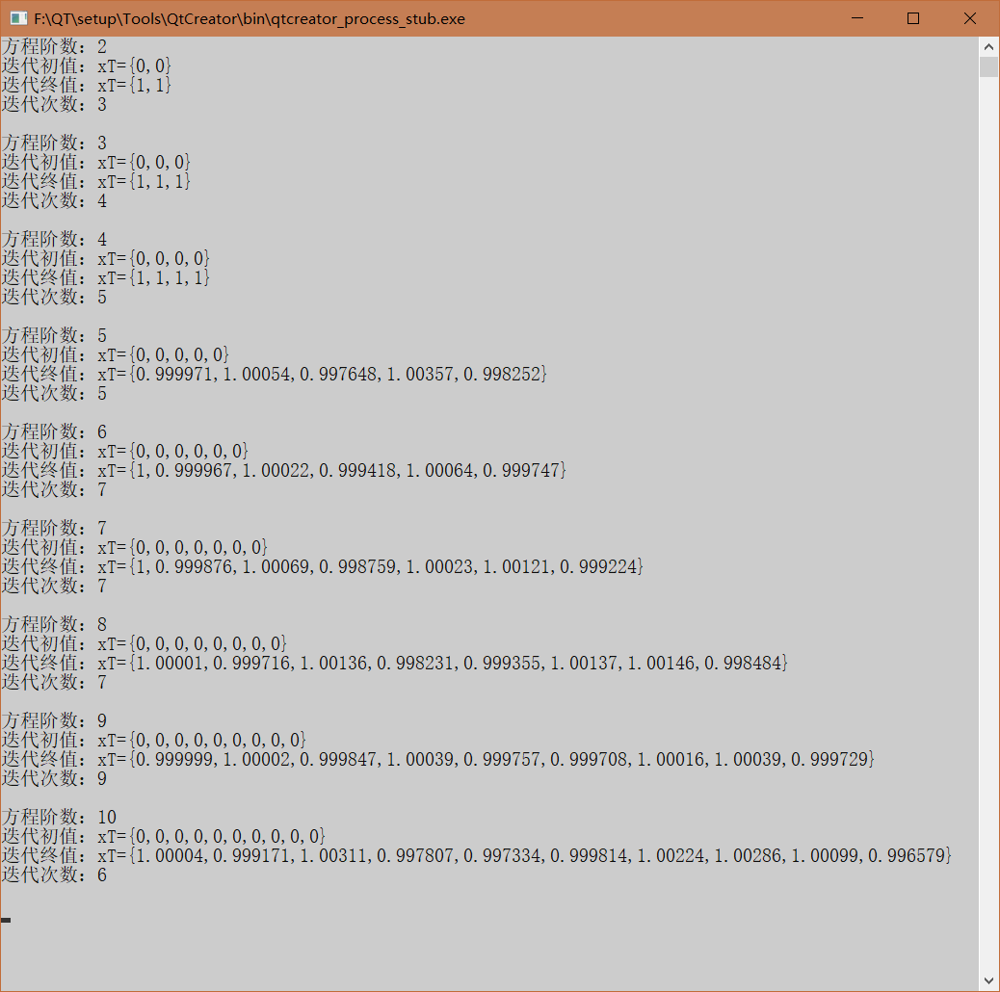 F:\QT\setup\Tools\QtCreator\bin\qtcreator_process_stub.exe
方程阶数：2
迭代初值：xT={0,0}
迭代终值：xT={1,1}
迭代次数：3
方程阶数：3
迭代初值：xT={0,0,0}
迭代终值：xT={1,1,1}
迭代次数：4
方程阶数：4
迭代初值：xT={0,0,0,0}
迭代终值：xT={1,1,1,1}
迭代次数：5
方程阶数：5
迭代初值：xT={0,0,0,0,0}
迭代终值：xT={0.999971,1.00054,0.997648,1.00357,0.998252}
迭代次数：5
方程阶数：6
迭代初值：xT={0,0,0,0,0,0}
迭代终值：xT={1,0.999967,1.00022,0.999418,1.00064,0.999747}
迭代次数：7
方程阶数：7
迭代初值：xT={0,0,0,0,0,0,0}
迭代终值：xT={1,0.999876,1.00069,0.998759,1.00023,1.00121,0.999224}
迭代次数：7
方程阶数：8
迭代初值：xT={0,0,0,0,0,0,0,0}
迭代终值：xT={1.00001,0.999716,1.00136,0.998231,0.999355,1.00137,1.00146,0.998484}
迭代次数：7
方程阶数：9
迭代初值：xT={0,0,0,0,0,0,0,0,0}
迭代终值：xT={0.999999,1.00002,0.999847,1.00039,0.999757,0.999708,1.00016,1.00039,0.999729}
迭代次数：9
方程阶数：10
迭代初值：xT={0,0,0,0,0,0,0,0,0,0}
迭代终值：xT={1.00004,0.999171,1.00311,0.997807,0.997334,0.999814,1.00224,1.00286,1.00099,0.996579}
迭代次数：6